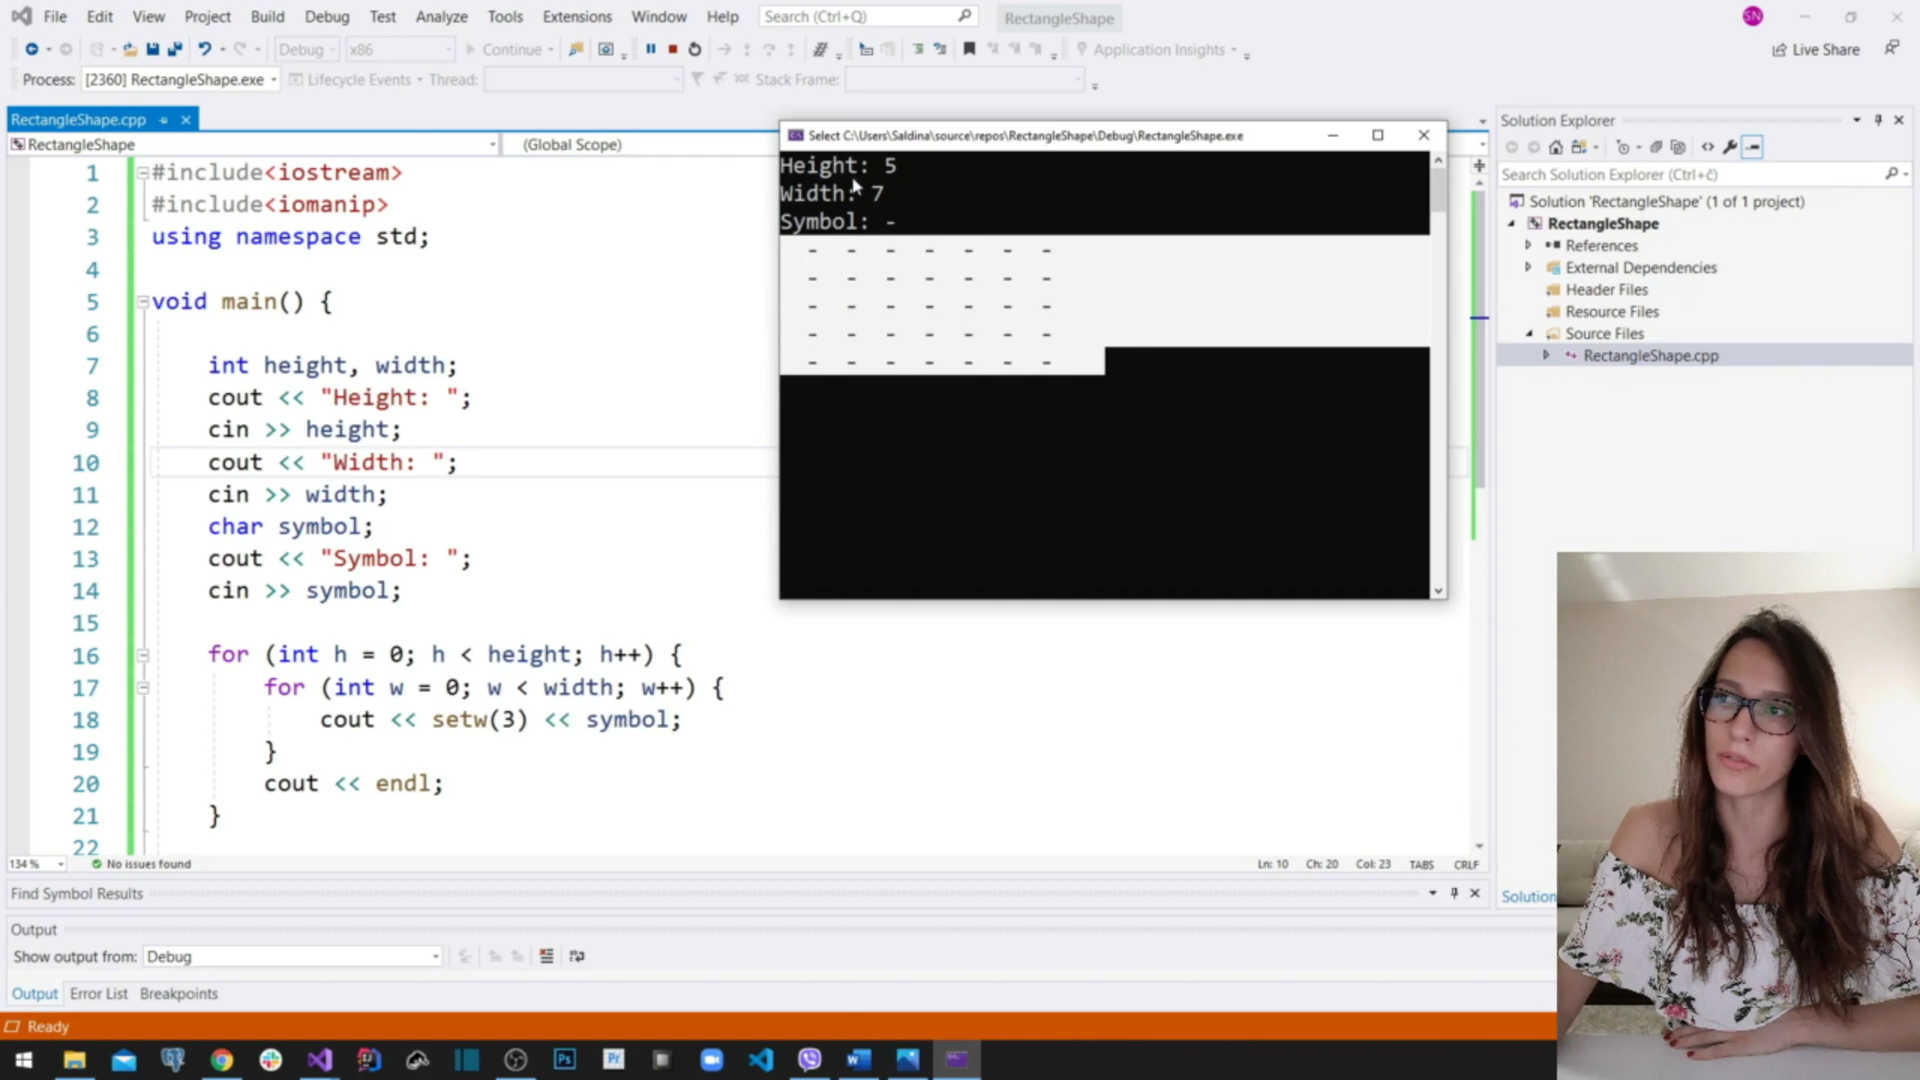 File Edit View Project Build Debug Test Analyze Tools Extensions Window Help Search (Ctrl+Q) RectangleShape SN
Debug x86 Continue Application Insights Live Share
Process: [2360] RectangleShape.exe Lifecycle Events Thread: Stack Frame:
RectangleShape.cpp
RectangleShape (Global Scope)
1 #include<iostream>
2 #include<iomanip>
3 using namespace std;
4
5 void main() {
6
7 int height, width;
8 cout << "Height: ";
9 cin >> height;
10 cout << "Width: ";
11 cin >> width;
12 char symbol;
13 cout << "Symbol: ";
14 cin >> symbol;
15
16 for (int h = 0; h < height; h++) {
17 for (int w = 0; w < width; w++) {
18 cout << setw(3) << symbol;
19 }
20 cout << endl;
21 }
22
Select C:\Users\Saldina\source\repos\RectangleShape\Debug\RectangleShape.exe
Height: 5
Width: 7
Symbol: -
- - - - - - -
- - - - - - -
- - - - - - -
- - - - - - -
- - - - - - -
Solution Explorer
Search Solution Explorer (Ctrl+č)
Solution 'RectangleShape' (1 of 1 project)
RectangleShape
References
External Dependencies
Header Files
Resource Files
Source Files
RectangleShape.cpp
134 % No issues found Ln: 10 Ch: 20 Col: 23 TABS CRLF
Find Symbol Results
Solution
Output
Show output from: Debug
Output Error List Breakpoints
Ready
Ps Pr